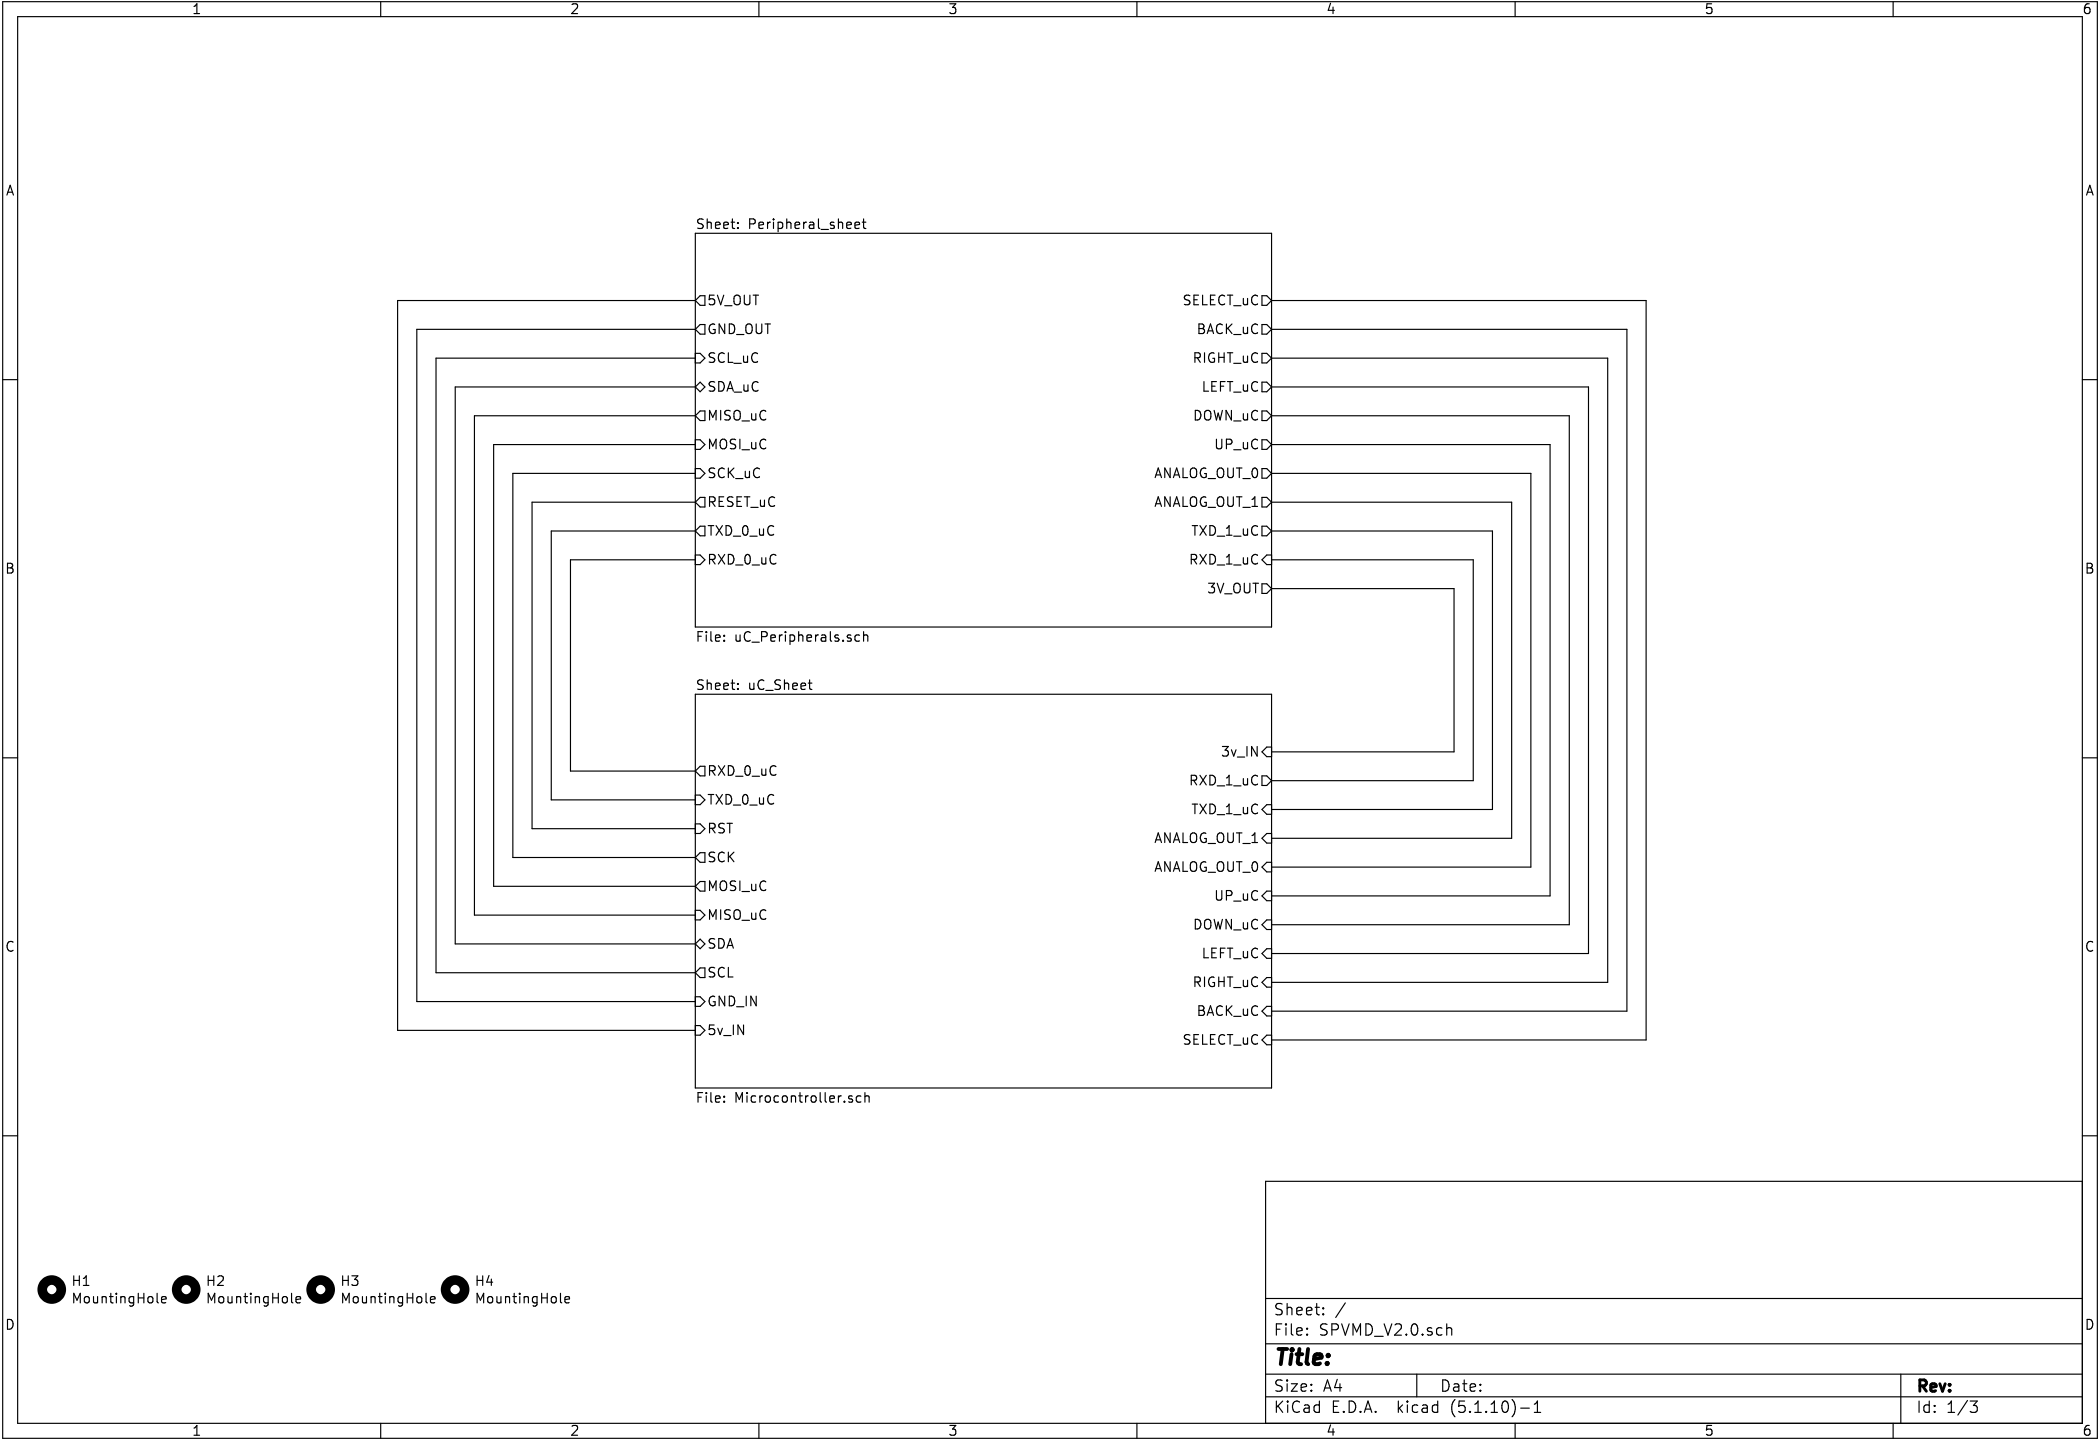 1 2 3 4 5 6
A A
Sheet: Peripheral_sheet
5V_OUT SELECT_uC
GND_OUT BACK_uC
SCL_uC RIGHT_uC
SDA_uC LEFT_uC
MISO_uC DOWN_uC
MOSI_uC UP_uC
SCK_uC ANALOG_OUT_0
RESET_uC ANALOG_OUT_1
TXD_0_uC TXD_1_uC
RXD_0_uC RXD_1_uC
B B
3V_OUT
File: uC_Peripherals.sch
Sheet: uC_Sheet
3v_IN
RXD_0_uC RXD_1_uC
TXD_0_uC TXD_1_uC
RST ANALOG_OUT_1
SCK ANALOG_OUT_0
MOSI_uC UP_uC
MISO_uC DOWN_uC
C C
SDA LEFT_uC
SCL RIGHT_uC
GND_IN BACK_uC
5v_IN SELECT_uC
File: Microcontroller.sch
H1 H2 H3 H4
MountingHole MountingHole MountingHole MountingHole
Sheet: /
D D
File: SPVMD_V2.0.sch
Title:
Size: A4 Date: Rev:
KiCad E.D.A. kicad (5.1.10)-1 Id: 1/3
1 2 3 4 5 6